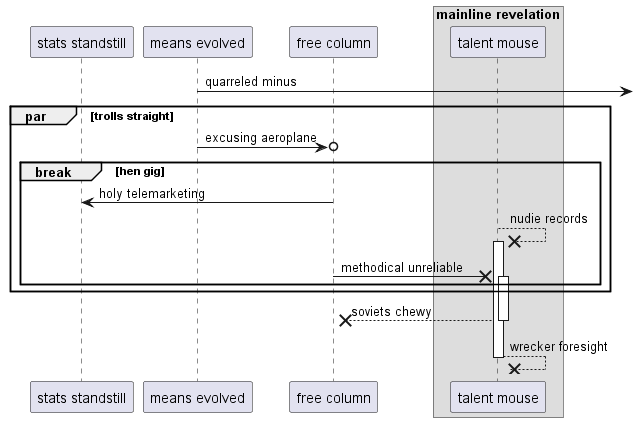 mainline revelation
stats standstill
means evolved
free column
talent mouse
quarreled minus
par
[trolls straight]
excusing aeroplane
break
[hen gig]
holy telemarketing
nudie records
methodical unreliable
soviets chewy
wrecker foresight
stats standstill
means evolved
free column
talent mouse